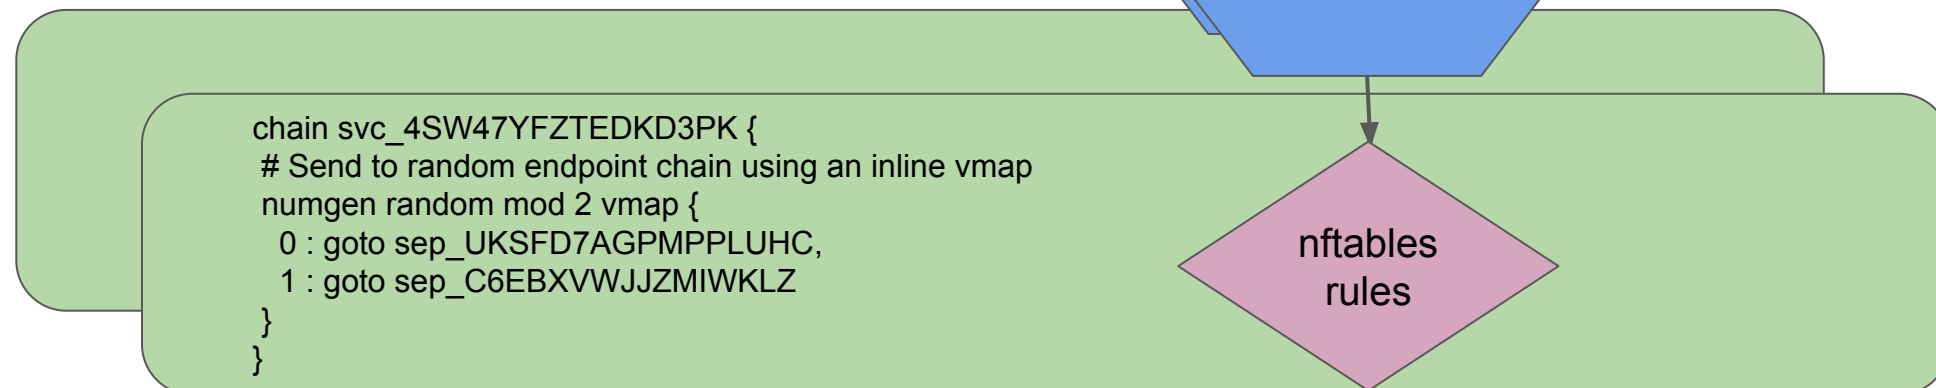 chain svc_4SW47YFZTEDKD3PK {
# Send to random endpoint chain using an inline vmap
numgen random mod 2 vmap {
0 : goto sep_UKSFD7AGPMPPLUHC,
1 : goto sep_C6EBXVWJJZMIWKLZ
}
}
nftables
rules